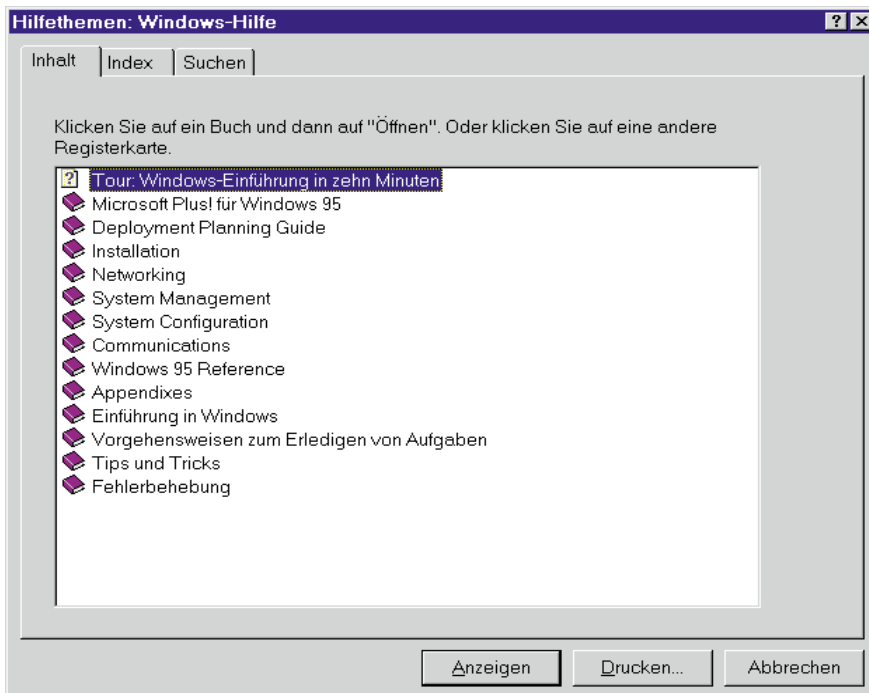 Hilfethemen: Windows-Hilfe
Inhalt Index Suchen
Klicken Sie auf ein Buch und dann auf "Öffnen". Oder klicken Sie auf eine andere
Registerkarte.
Tour: Windows-Einführung in zehn Minuten
Microsoft Plus! für Windows 95
Deployment Planning Guide
Installation
Networking
System Management
System Configuration
Communications
Windows 95 Reference
Appendixes
Einführung in Windows
Vorgehensweisen zum Erledigen von Aufgaben
Tips und Tricks
Fehlerbehebung
Anzeigen Drucken... Abbrechen